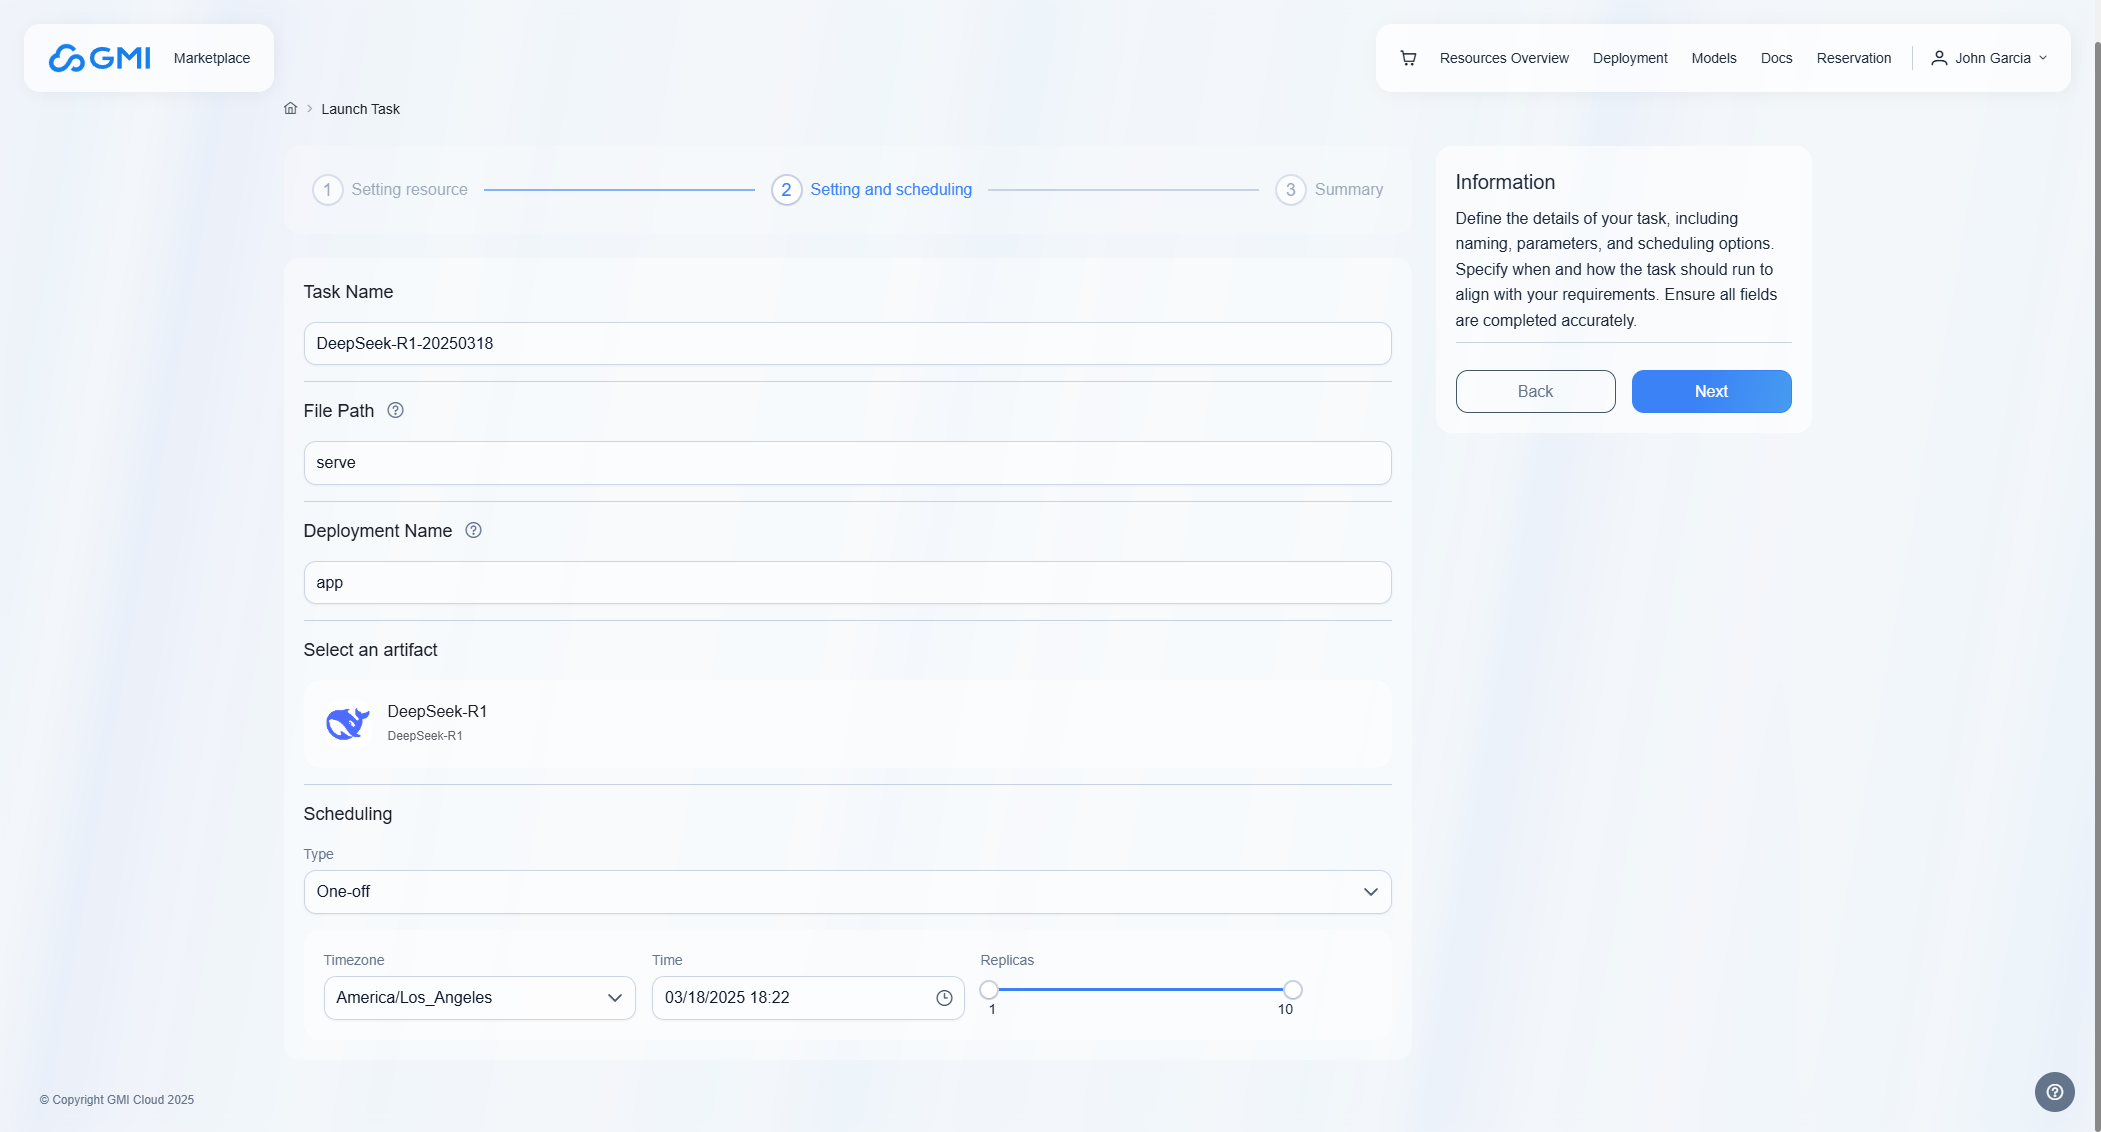 GMI
Marketplace
Resources Overview
Deployment
Models
Docs
Reservation
John Garcia
Launch Task
1 Setting resource
2 Setting and scheduling
3 Summary
Task Name
DeepSeek-R1-20250318
File Path
serve
Deployment Name
app
Select an artifact
DeepSeek-R1
DeepSeek-R1
Scheduling
Type
One-off
Timezone
America/Los_Angeles
Time
03/18/2025 18:22
Replicas
1
10
Information
Define the details of your task, including
naming, parameters, and scheduling options.
Specify when and how the task should run to
align with your requirements. Ensure all fields
are completed accurately.
Back
Next
© Copyright GMI Cloud 2025